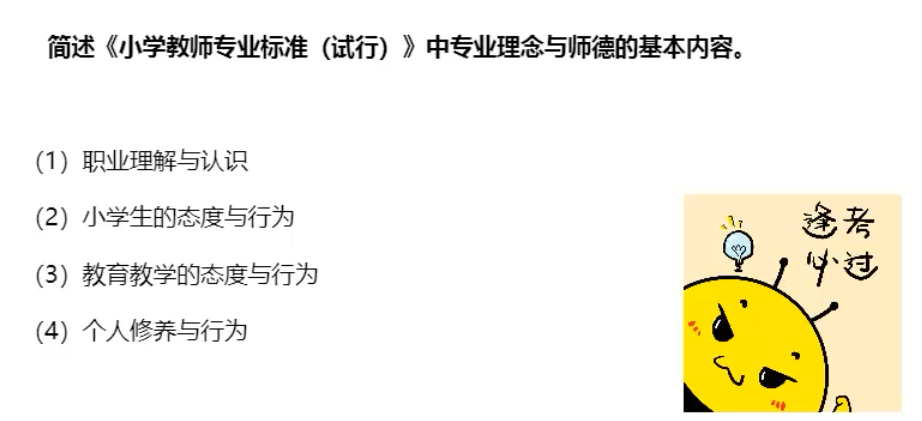 简述《小学教师专业标准（试行）》中专业理念与师德的基本内容。
（1）职业理解与认识
（2）小学生的态度与行为
（3）教育教学的态度与行为
（4）个人修养与行为
逢考
必过